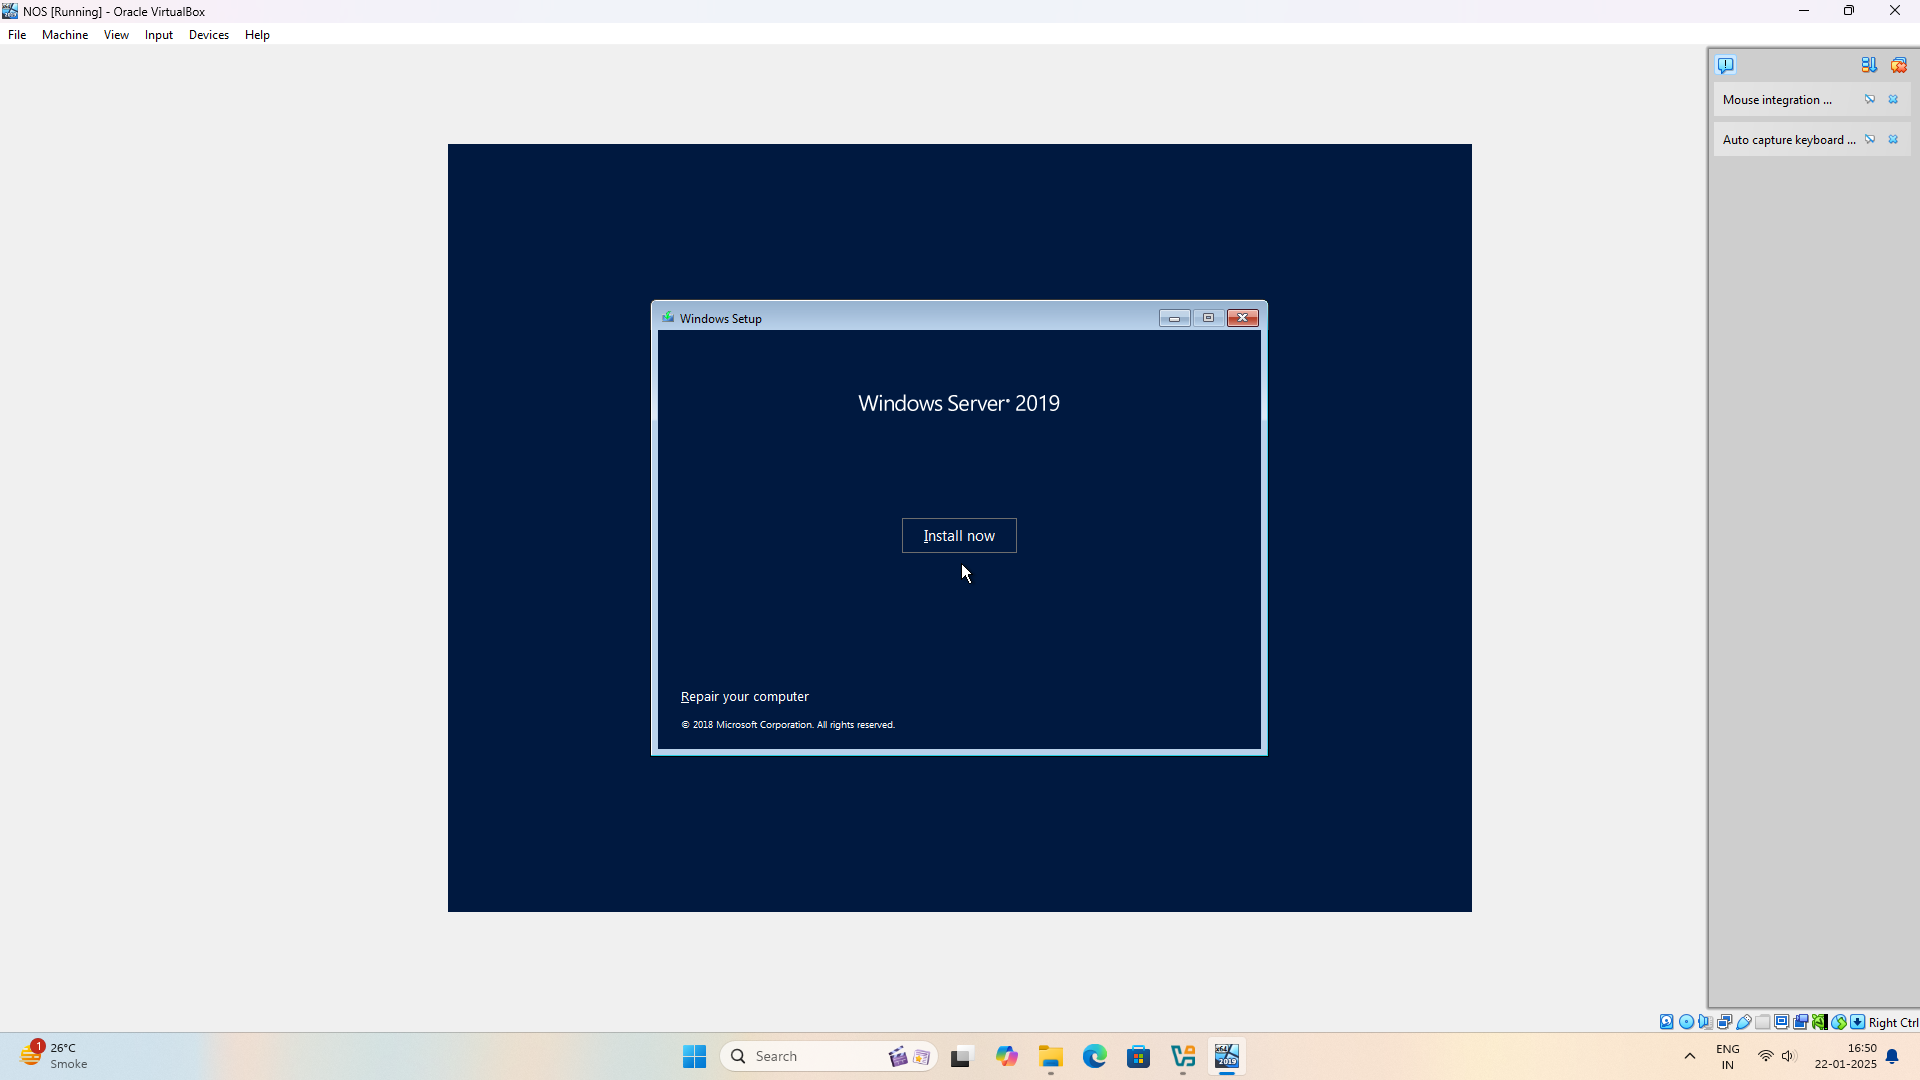 NOS [Running] - Oracle VirtualBox
File Machine View Input Devices Help
Mouse integration ...
Auto capture keyboard ...
Windows Setup
Windows Server® 2019
Install now
Repair your computer
© 2018 Microsoft Corporation. All rights reserved.
Right Ctrl
1
26°C
Smoke
Search
x64
2019
ENG
IN
16:50
22-01-2025